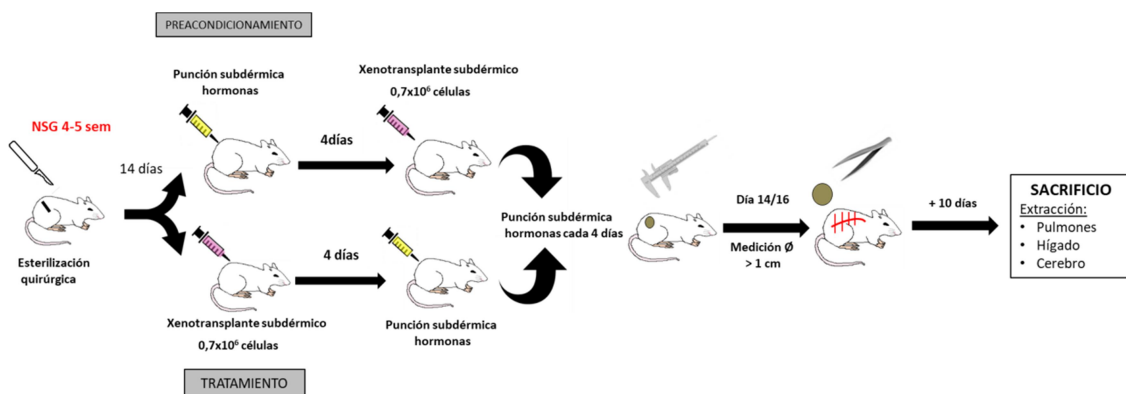 PREACONDICIONAMIENTO
NSG 4-5 sem
Esterilización
quirúrgica
14 días
Punción subdérmica
hormonas
4días
Xenotransplante subdérmico
0,7x10⁶ células
Xenotransplante subdérmico
0,7x10⁶ células
4 días
Punción subdérmica
hormonas
TRATAMIENTO
Punción subdérmica
hormonas cada 4 días
Día 14/16
Medición Ø
> 1 cm
+ 10 días
SACRIFICIO
Extracción:
• Pulmones
• Hígado
• Cerebro